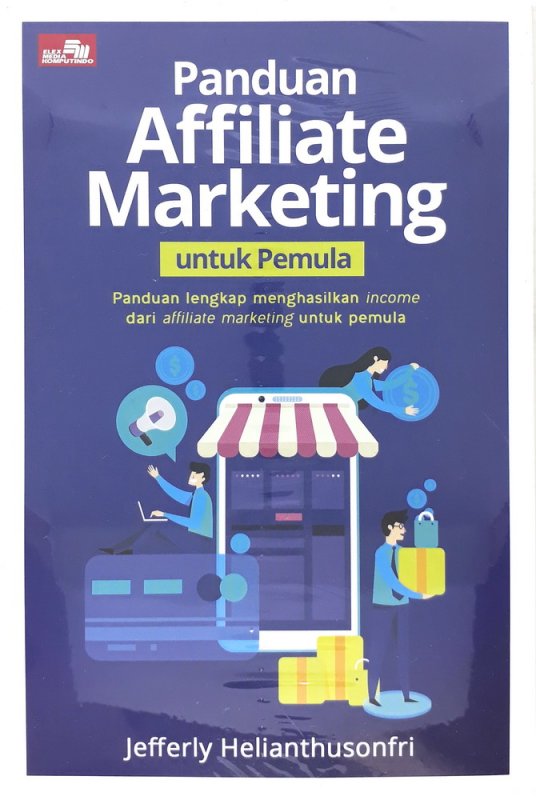 ELEX
MEDIA
KOMPUTINDO
Panduan
Affiliate
Marketing
untuk Pemula
Panduan lengkap menghasilkan income
dari affiliate marketing untuk pemula
Jefferly Helianthusonfri